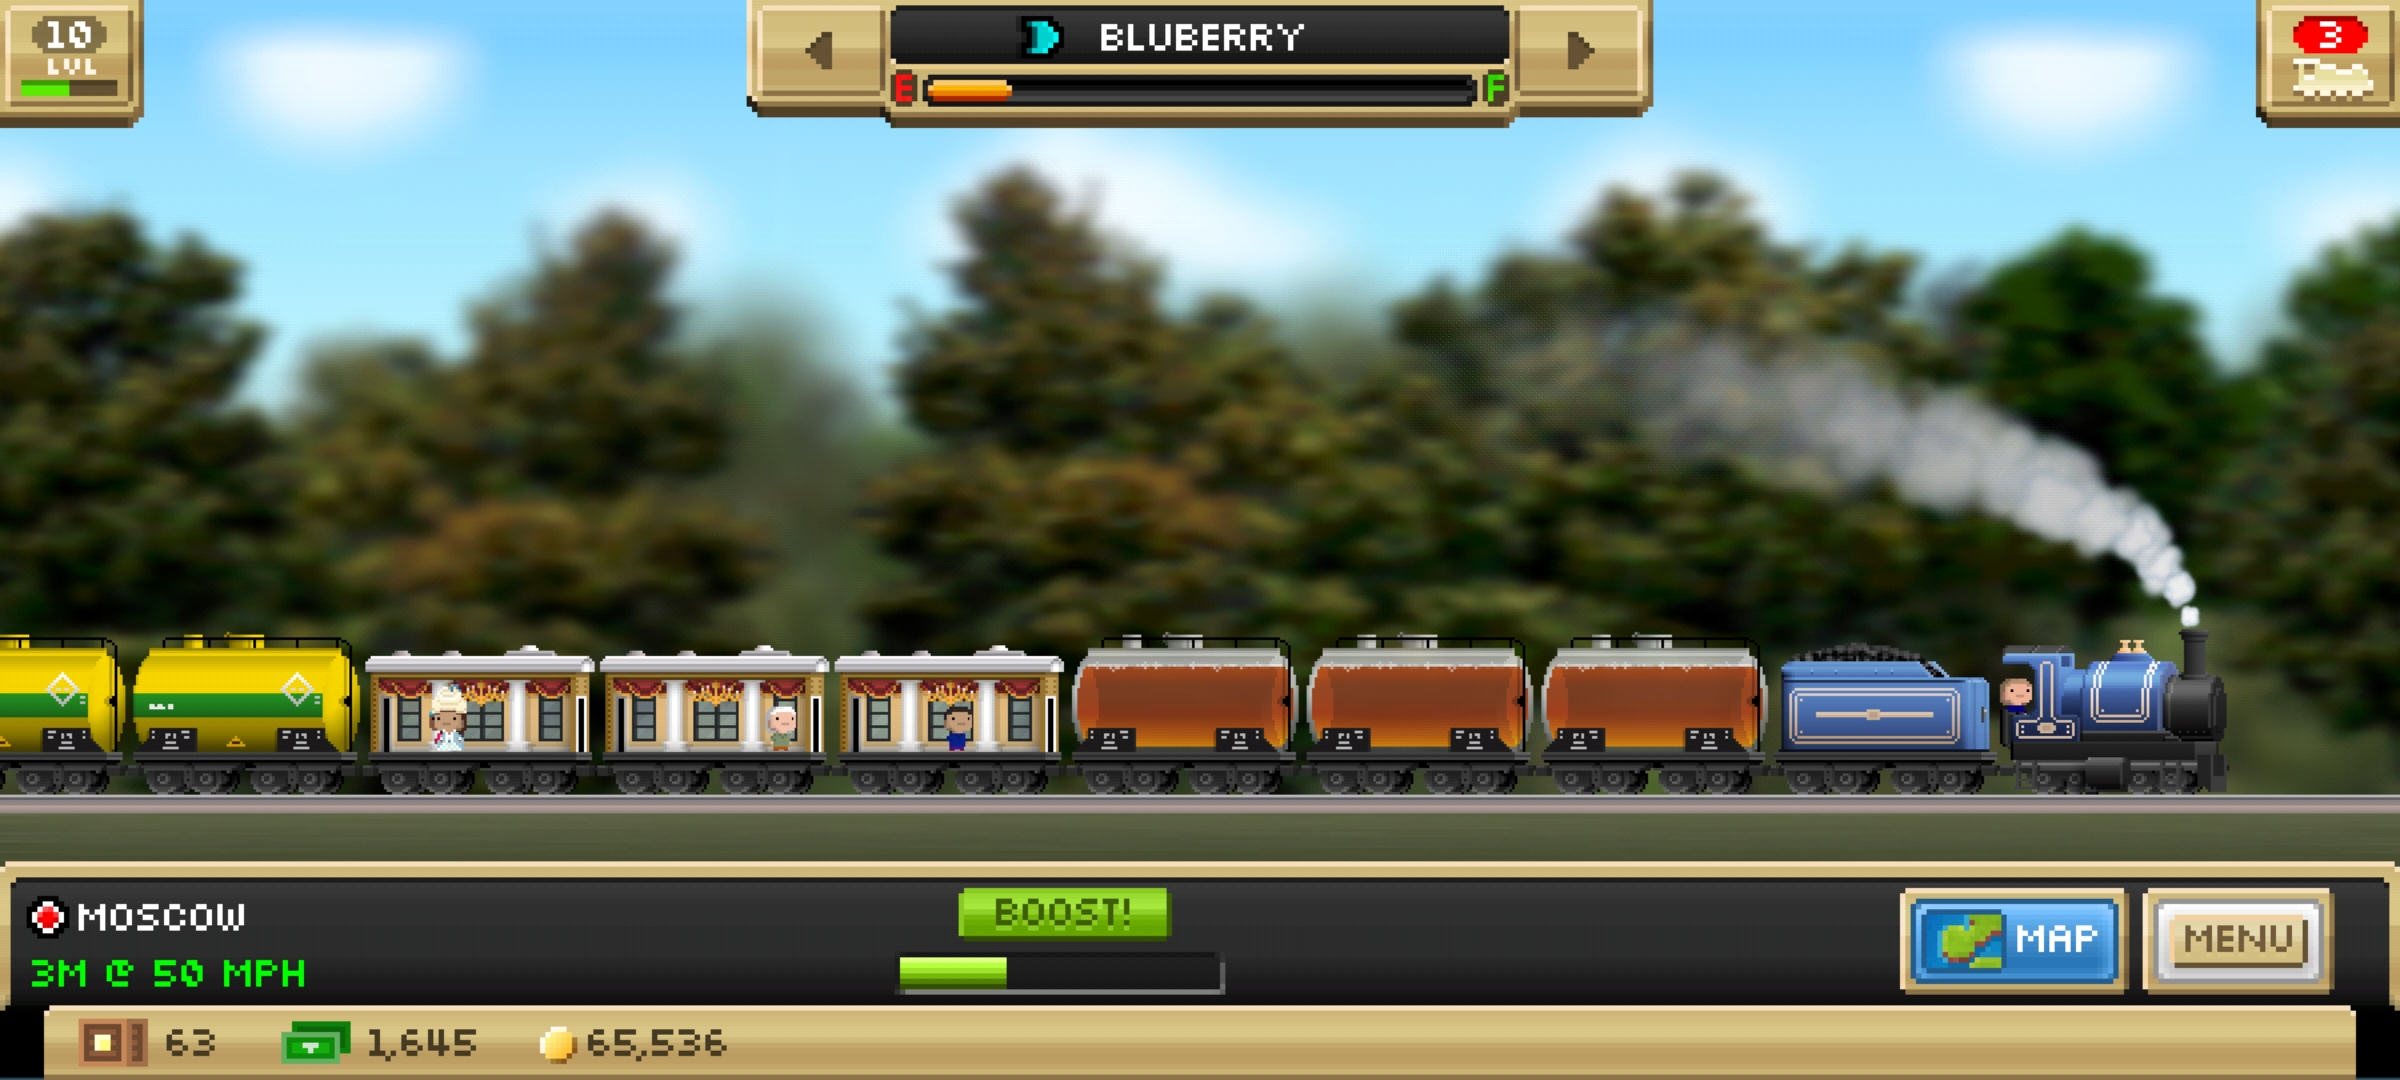 10
LVL
BLUBERRY
E F
3
MOSCOW
3M @ 50 MPH
BOOST!
MAP
MENU
63 1,645 65,536